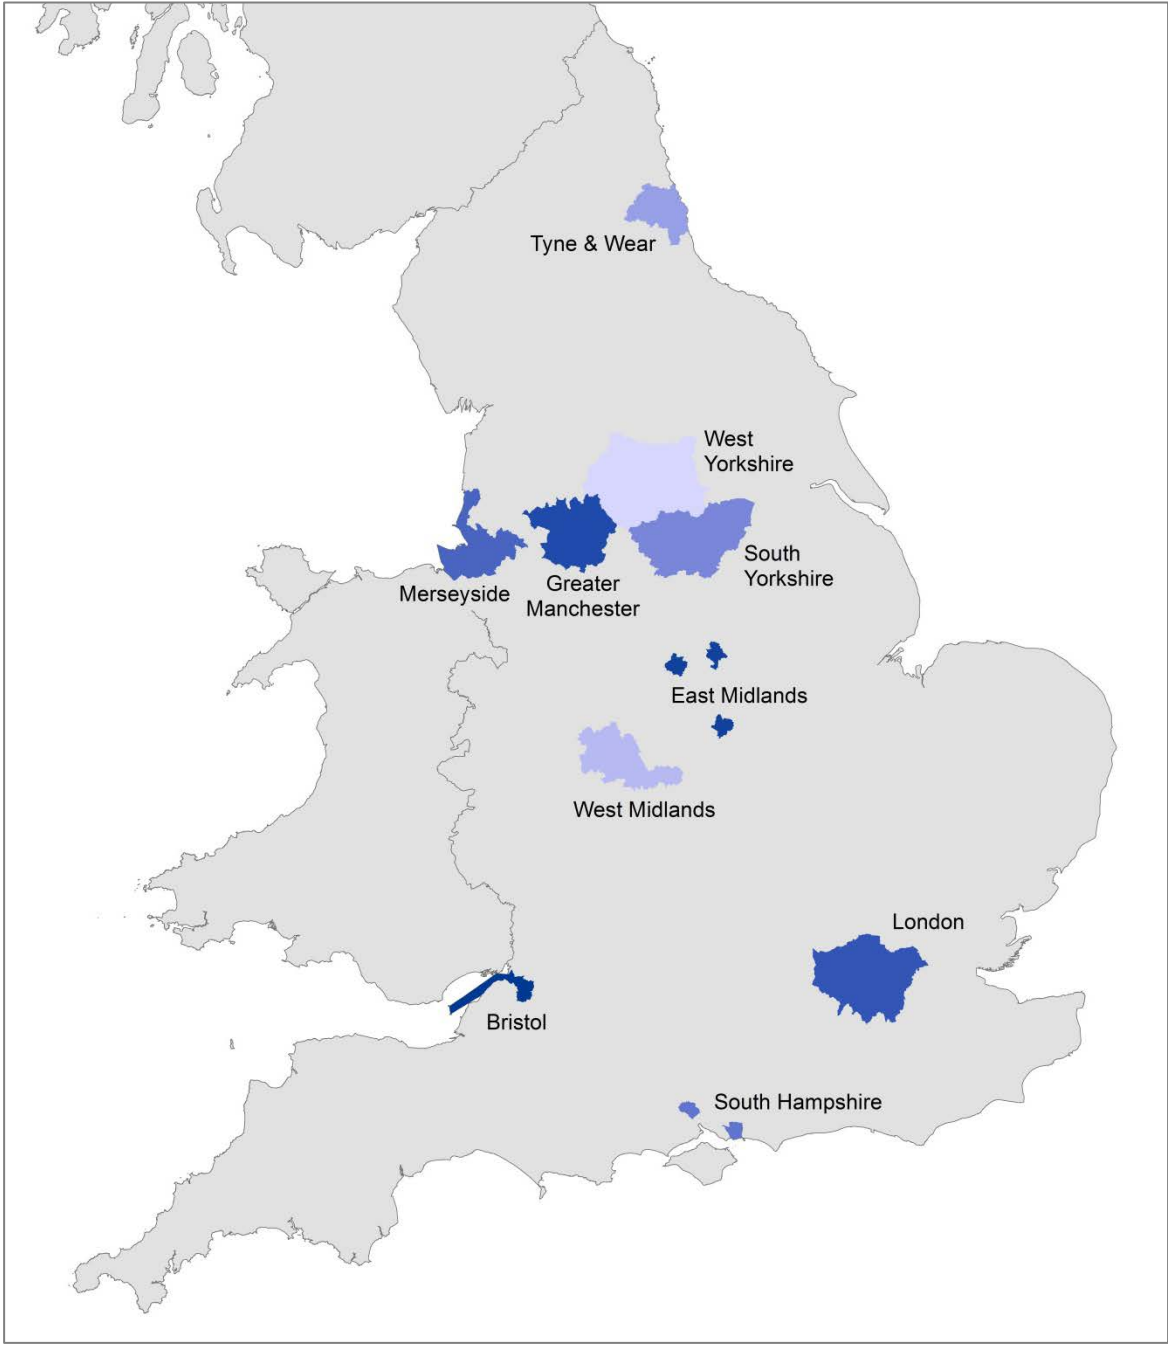 Tyne & Wear
West
Yorkshire
South
Yorkshire
Merseyside
Greater
Manchester
East Midlands
West Midlands
London
Bristol
South Hampshire